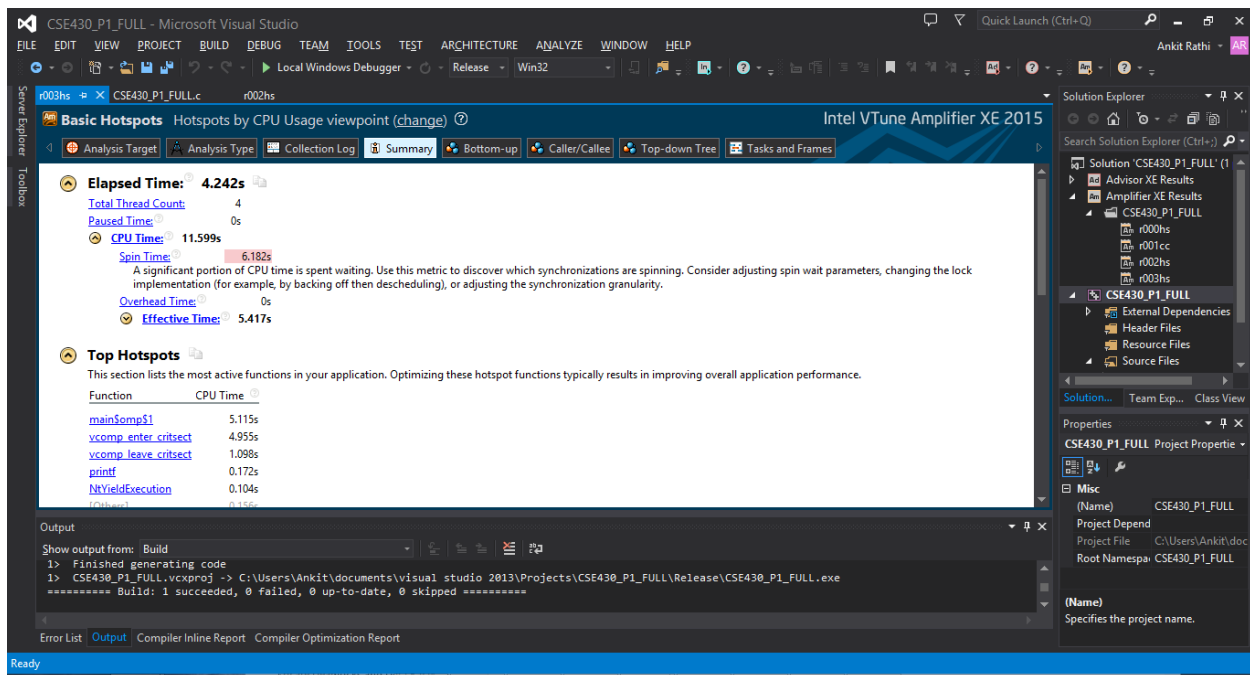 CSE430_P1_FULL - Microsoft Visual Studio
Quick Launch (Ctrl+Q)
FILE EDIT VIEW PROJECT BUILD DEBUG TEAM TOOLS TEST ARCHITECTURE ANALYZE WINDOW HELP
Ankit Rathi AR
Local Windows Debugger Release Win32
Server Explorer
Toolbox
r003hs CSE430_P1_FULL.c r002hs
Basic Hotspots Hotspots by CPU Usage viewpoint (change)
Intel VTune Amplifier XE 2015
Analysis Target Analysis Type Collection Log Summary Bottom-up Caller/Callee Top-down Tree Tasks and Frames
Elapsed Time: 4.242s
Total Thread Count: 4
Paused Time: 0s
CPU Time: 11.599s
Spin Time: 6.182s
A significant portion of CPU time is spent waiting. Use this metric to discover which synchronizations are spinning. Consider adjusting spin wait parameters, changing the lock
implementation (for example, by backing off then descheduling), or adjusting the synchronization granularity.
Overhead Time: 0s
Effective Time: 5.417s
Top Hotspots
This section lists the most active functions in your application. Optimizing these hotspot functions typically results in improving overall application performance.
Function CPU Time
main$omp$1 5.115s
vcomp_enter_critsect 4.955s
vcomp_leave_critsect 1.098s
printf 0.172s
NtYieldExecution 0.104s
[Others] 0.156s
Output
Show output from: Build
1> Finished generating code
1> CSE430_P1_FULL.vcxproj -> C:\Users\Ankit\documents\visual studio 2013\Projects\CSE430_P1_FULL\Release\CSE430_P1_FULL.exe
========== Build: 1 succeeded, 0 failed, 0 up-to-date, 0 skipped ==========
Error List Output Compiler Inline Report Compiler Optimization Report
Ready
Solution Explorer
Search Solution Explorer (Ctrl+;)
Solution 'CSE430_P1_FULL' (1
Advisor XE Results
Amplifier XE Results
CSE430_P1_FULL
r000hs
r001cc
r002hs
r003hs
CSE430_P1_FULL
External Dependencies
Header Files
Resource Files
Source Files
Solution... Team Exp... Class View
Properties
CSE430_P1_FULL Project Propertie
Misc
(Name) CSE430_P1_FULL
Project Depend
Project File C:\Users\Ankit\doc
Root Namespa CSE430_P1_FULL
(Name)
Specifies the project name.